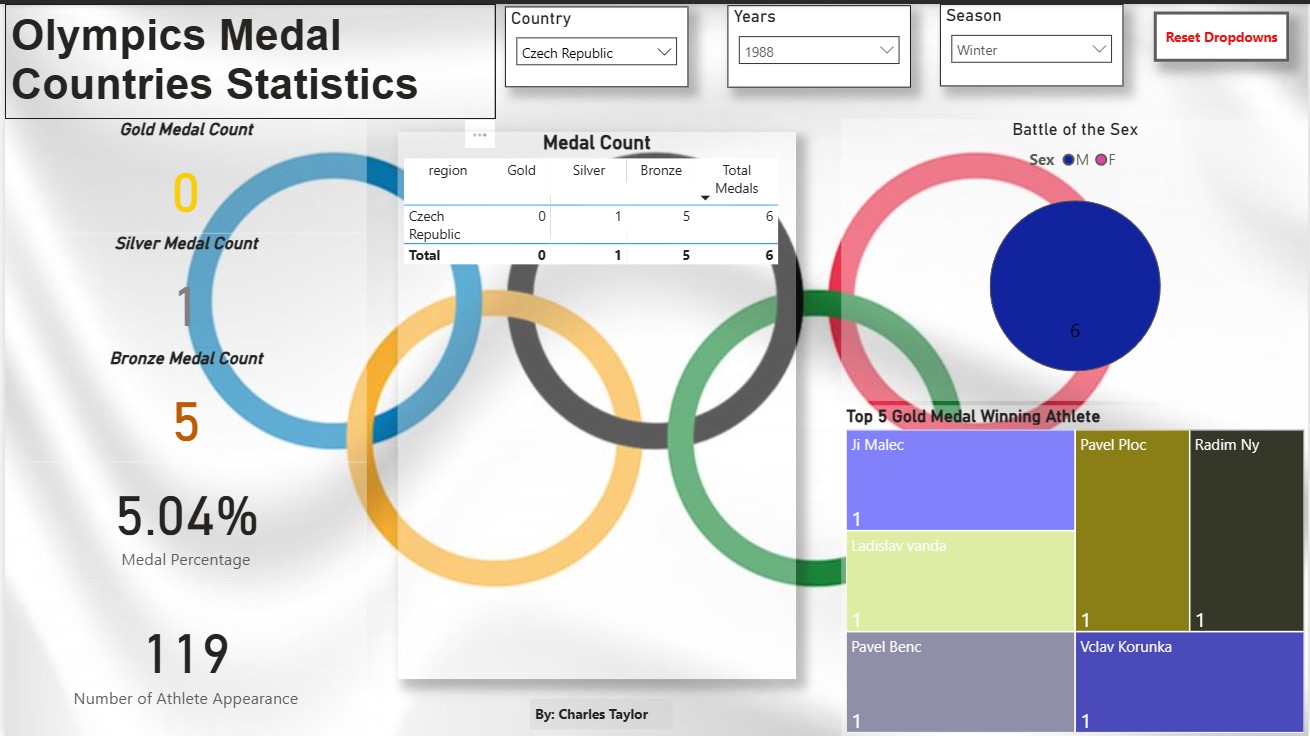 Olympics Medal
Countries Statistics
Country
Czech Republic
Years
1988
Season
Winter
Reset Dropdowns
Gold Medal Count
0
Silver Medal Count
1
Bronze Medal Count
5
5.04%
Medal Percentage
119
Number of Athlete Appearance
Medal Count
region Gold Silver Bronze Total
Medals
Czech 0 1 5 6
Republic
Total 0 1 5 6
By: Charles Taylor
Battle of the Sex
Sex M F
6
Top 5 Gold Medal Winning Athlete
Ji Malec
1
Ladislav vanda
1
Pavel Benc
1
Pavel Ploc
1
Radim Ny
1
Vclav Korunka
1